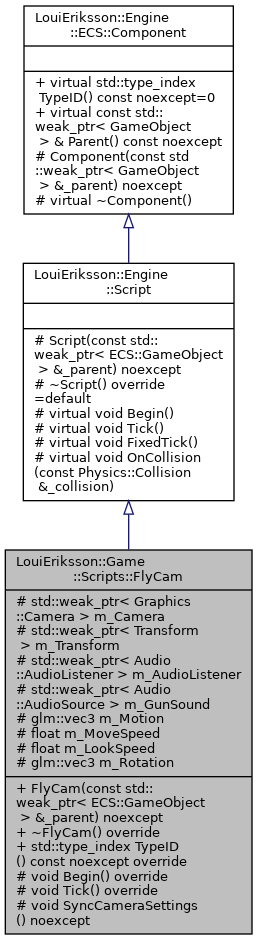 LouiEriksson::Engine
::ECS::Component
+ virtual std::type_index
TypeID() const noexcept=0
+ virtual const std::
weak_ptr< GameObject
> & Parent() const noexcept
# Component(const std
::weak_ptr< GameObject
> &_parent) noexcept
# virtual ~Component()
LouiEriksson::Engine
::Script
# Script(const std::
weak_ptr< ECS::GameObject
> &_parent) noexcept
# ~Script() override
=default
# virtual void Begin()
# virtual void Tick()
# virtual void FixedTick()
# virtual void OnCollision
(const Physics::Collision
&_collision)
LouiEriksson::Game
::Scripts::FlyCam
# std::weak_ptr< Graphics
::Camera > m_Camera
# std::weak_ptr< Transform
> m_Transform
# std::weak_ptr< Audio
::AudioListener > m_AudioListener
# std::weak_ptr< Audio
::AudioSource > m_GunSound
# glm::vec3 m_Motion
# float m_MoveSpeed
# float m_LookSpeed
# glm::vec3 m_Rotation
+ FlyCam(const std::
weak_ptr< ECS::GameObject
> &_parent) noexcept
+ ~FlyCam() override
+ std::type_index TypeID
() const noexcept override
# void Begin() override
# void Tick() override
# void SyncCameraSettings
() noexcept